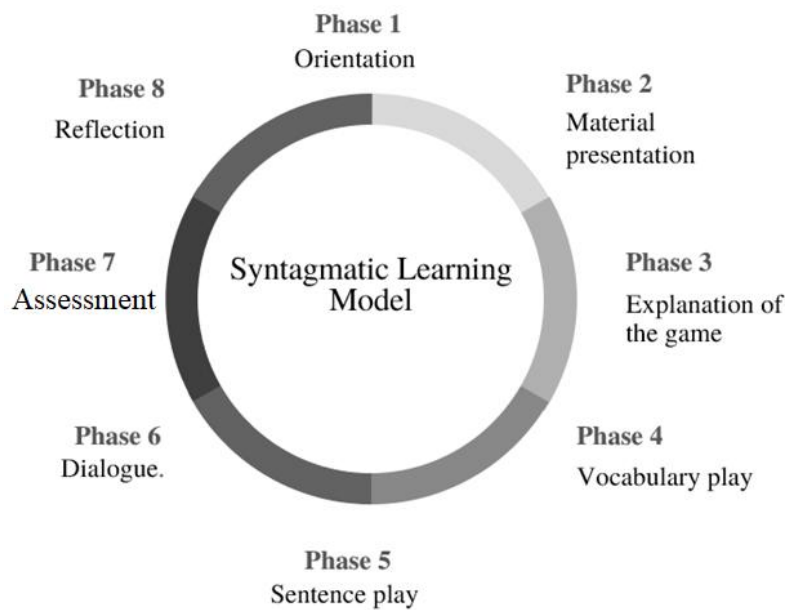 Phase 1
Orientation
Phase 2
Material
presentation
Phase 3
Explanation of
the game
Phase 4
Vocabulary play
Phase 5
Sentence play
Phase 6
Dialogue.
Phase 7
Assessment
Phase 8
Reflection
Syntagmatic Learning
Model